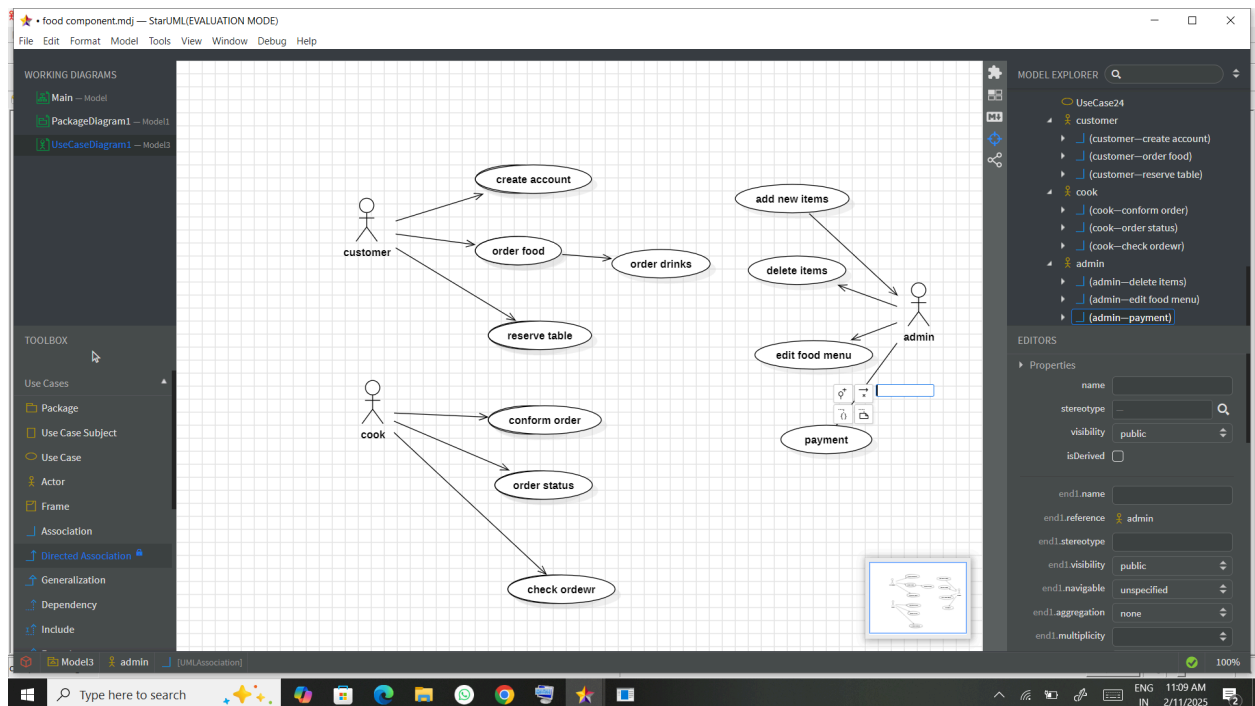 • food component.mdj — StarUML(EVALUATION MODE)
File Edit Format Model Tools View Window Debug Help
WORKING DIAGRAMS
Main — Model
PackageDiagram1 — Model1
UseCaseDiagram1 — Model3
TOOLBOX
Use Cases
Package
Use Case Subject
Use Case
Actor
Frame
Association
Directed Association
Generalization
Dependency
Include
create account
customer
order food
order drinks
reserve table
cook
conform order
order status
check ordewr
add new items
delete items
admin
edit food menu
payment
MODEL EXPLORER
UseCase24
customer
(customer—create account)
(customer—order food)
(customer—reserve table)
cook
(cook—conform order)
(cook—order status)
(cook—check ordewr)
admin
(admin—delete items)
(admin—edit food menu)
(admin—payment)
EDITORS
Properties
name
stereotype —
visibility public
isDerived
end1.name
end1.reference admin
end1.stereotype
end1.visibility public
end1.navigable unspecified
end1.aggregation none
end1.multiplicity
Model3 admin [UMLAssociation]
100%
Type here to search
ENG 11:09 AM
IN 2/11/2025
2